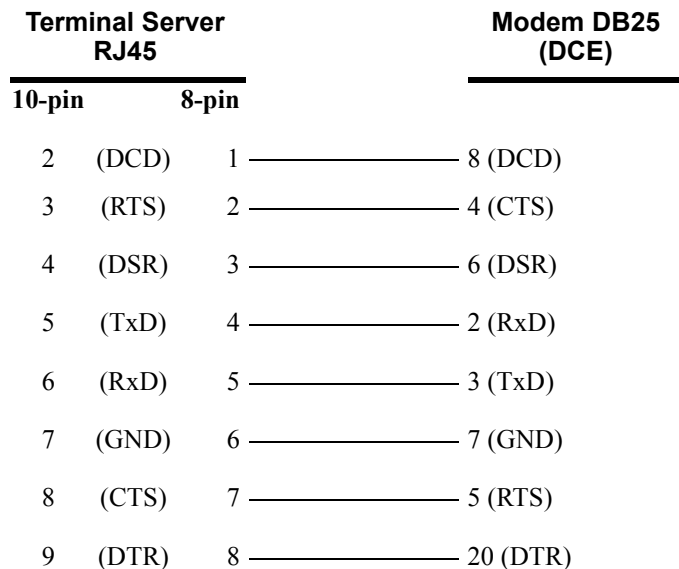 Terminal Server Modem DB25
RJ45 (DCE)
10-pin 8-pin
2 (DCD) 1 8 (DCD)
3 (RTS) 2 4 (CTS)
4 (DSR) 3 6 (DSR)
5 (TxD) 4 2 (RxD)
6 (RxD) 5 3 (TxD)
7 (GND) 6 7 (GND)
8 (CTS) 7 5 (RTS)
9 (DTR) 8 20 (DTR)